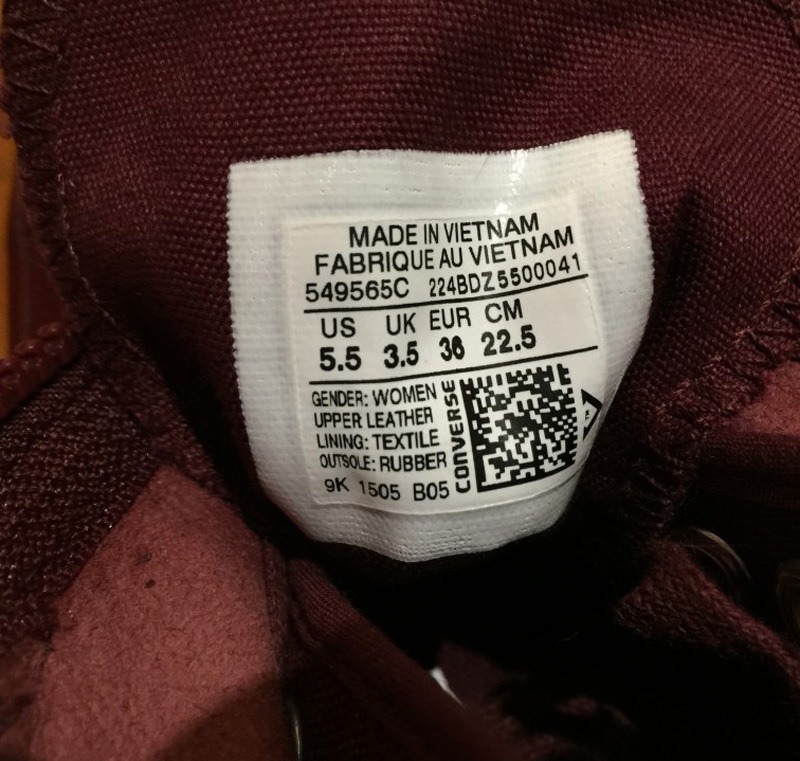 MADE IN VIETNAM
FABRIQUE AU VIETNAM
549565C 224BDZ5500041
US UK EUR CM
5.5 3.5 36 22.5
GENDER: WOMEN
UPPER LEATHER
LINING: TEXTILE
OUTSOLE: RUBBER
9K 1505 B05
CONVERSE